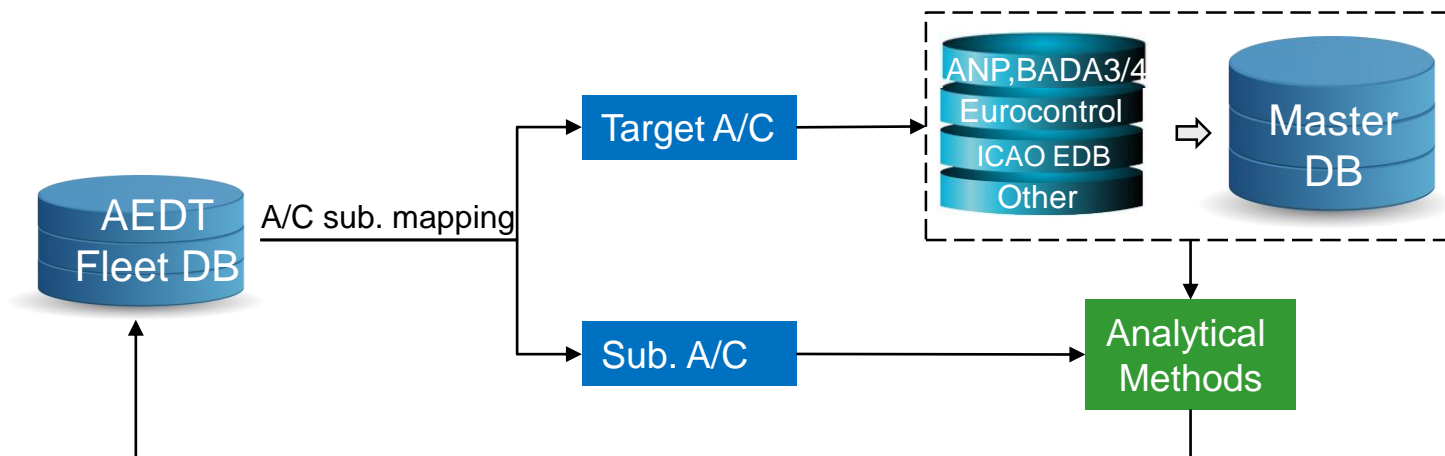 AEDT
Fleet DB
A/C sub. mapping
Target A/C
Sub. A/C
ANP,BADA3/4
Eurocontrol
ICAO EDB
Other
Master
DB
Analytical
Methods